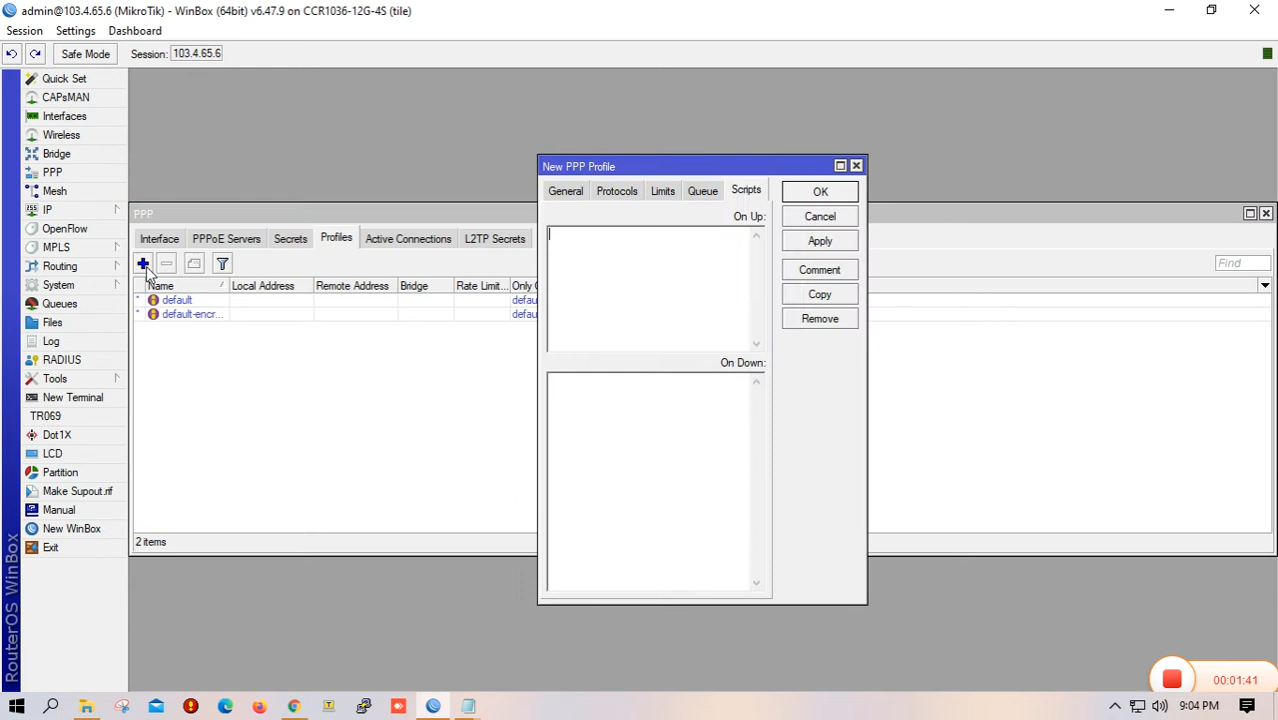 admin@103.4.65.6 (MikroTik) - WinBox (64bit) v6.47.9 on CCR1036-12G-4S (tile)
Session Settings Dashboard
Safe Mode Session: 103.4.65.6
Quick Set
CAPsMAN
Interfaces
Wireless
Bridge
PPP
Mesh
IP
OpenFlow
MPLS
Routing
System
Queues
Files
Log
RADIUS
Tools
New Terminal
TR069
Dot1X
LCD
Partition
Make Supout.rif
Manual
New WinBox
Exit
RouterOS WinBox
PPP
Interface PPPoE Servers Secrets Profiles Active Connections L2TP Secrets
Find
Name Local Address Remote Address Bridge Rate Limit... Only
* default defau
* default-encr... defau
2 items
New PPP Profile
General Protocols Limits Queue Scripts
On Up:
On Down:
OK
Cancel
Apply
Comment
Copy
Remove
00:01:41
9:04 PM